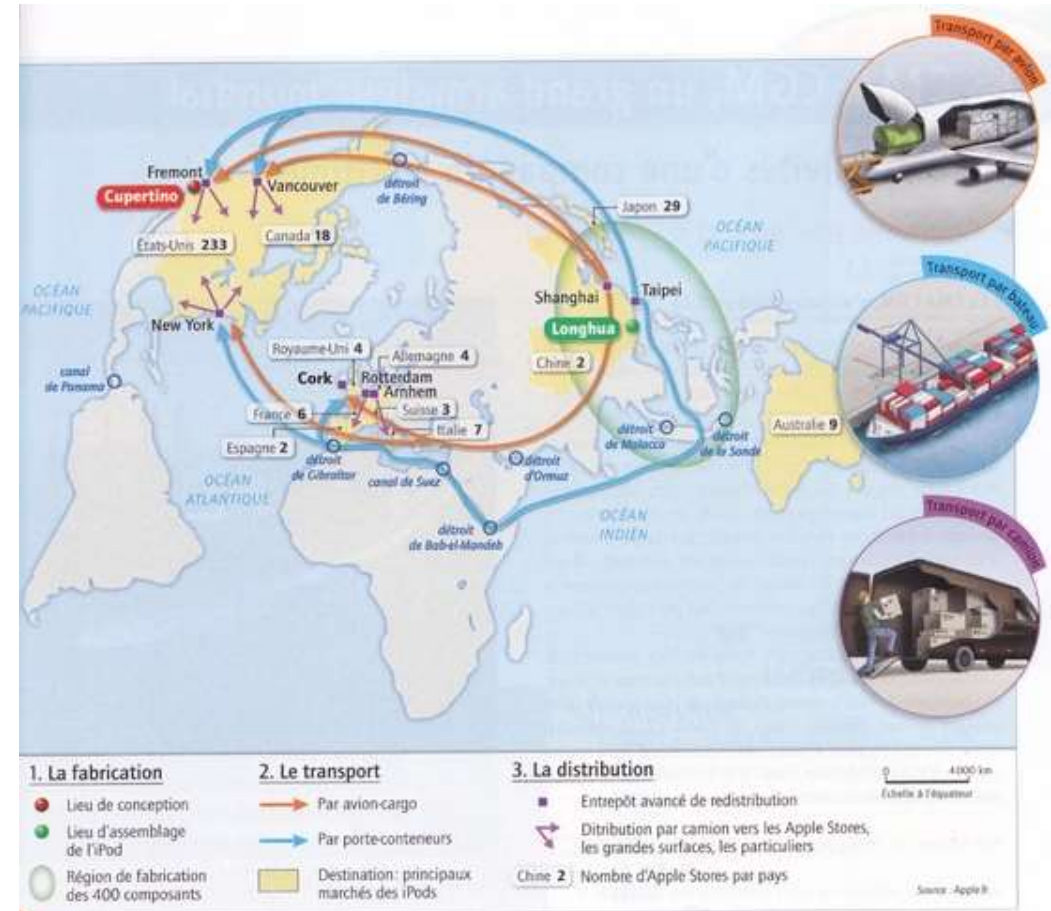 Transport par avion
Fremont
Cupertino
Vancouver
détroit
de Béring
Japon 29
États-Unis 233
Canada 18
OCÉAN
PACIFIQUE
OCÉAN
PACIFIQUE
Transport par bateau
New York
Shanghai
Taipei
Longhua
Royaume-Uni 4
Allemagne 4
Chine 2
canal
de Panama
Cork
Rotterdam
Arnhem
France 6
Suisse 3
Italie 7
Espagne 2
Australie 9
détroit
de Malacca
détroit
de la Sonde
détroit
de Gibraltar
canal de Suez
détroit
d'Ormuz
OCÉAN
ATLANTIQUE
OCÉAN
INDIEN
détroit
de Bab-el-Mandeb
Transport par camion
1. La fabrication
Lieu de conception
Lieu d'assemblage
de l'iPod
Région de fabrication
des 400 composants
2. Le transport
Par avion-cargo
Par porte-conteneurs
Destination : principaux
marchés des iPods
3. La distribution
Entrepôt avancé de redistribution
Ditribution par camion vers les Apple Stores,
les grandes surfaces, les particuliers
Chine 2 Nombre d'Apple Stores par pays
0 4000 km
Échelle à l'équateur
Source : Apple